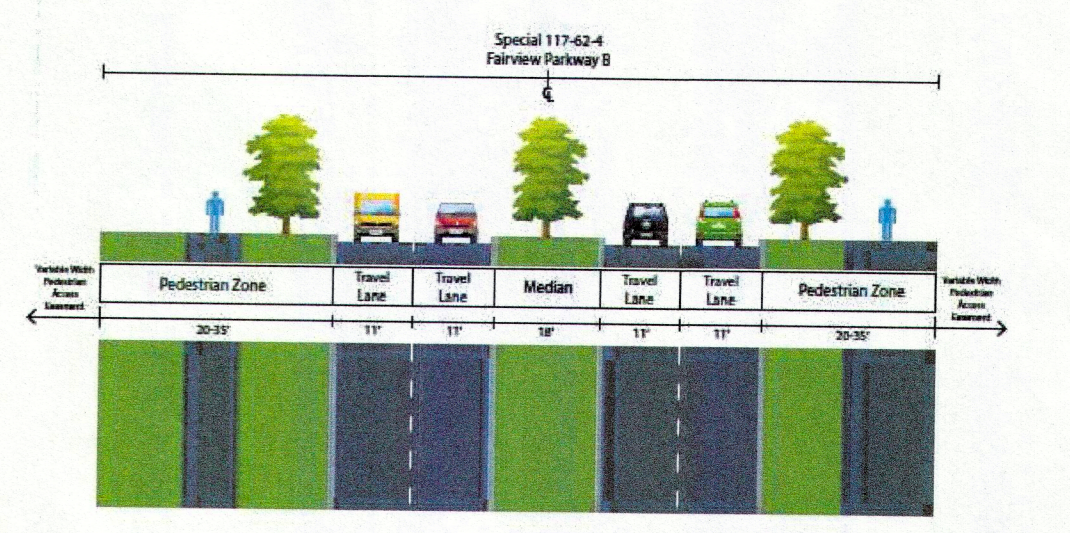 Special 117-62-4
Fairview Parkway B
℄
Variable Width
Pedestrian
Access
Easement
Pedestrian Zone
Travel
Lane
Travel
Lane
Median
Travel
Lane
Travel
Lane
Pedestrian Zone
Variable Width
Pedestrian
Access
Easement
20-35'
11'
11'
18'
11'
11'
20-35'